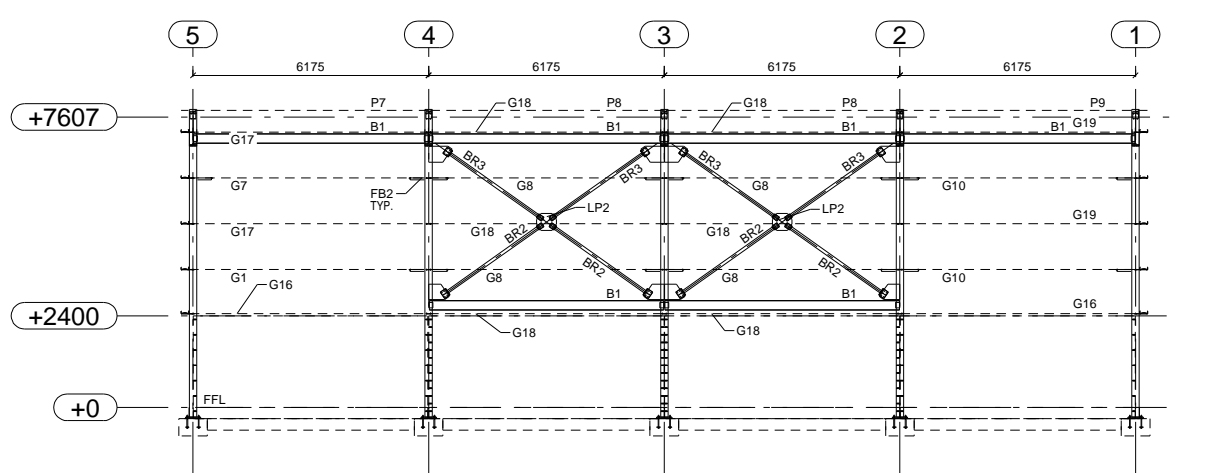 5 4 3 2 1
6175 6175 6175 6175
+7607
P7 G18 P8 G18 P8 P9
G17 B1 B1 B1 B1 G19
BR3 BR3 BR3 BR3
G7 FB2 G8 G8 G10
TYP.
LP2 LP2
G17 G18 BR2 G18 BR2 G19
BR2 BR2
G1 G16 G8 G8 G10
B1 B1 G16
+2400
G18 G18
FFL
+0